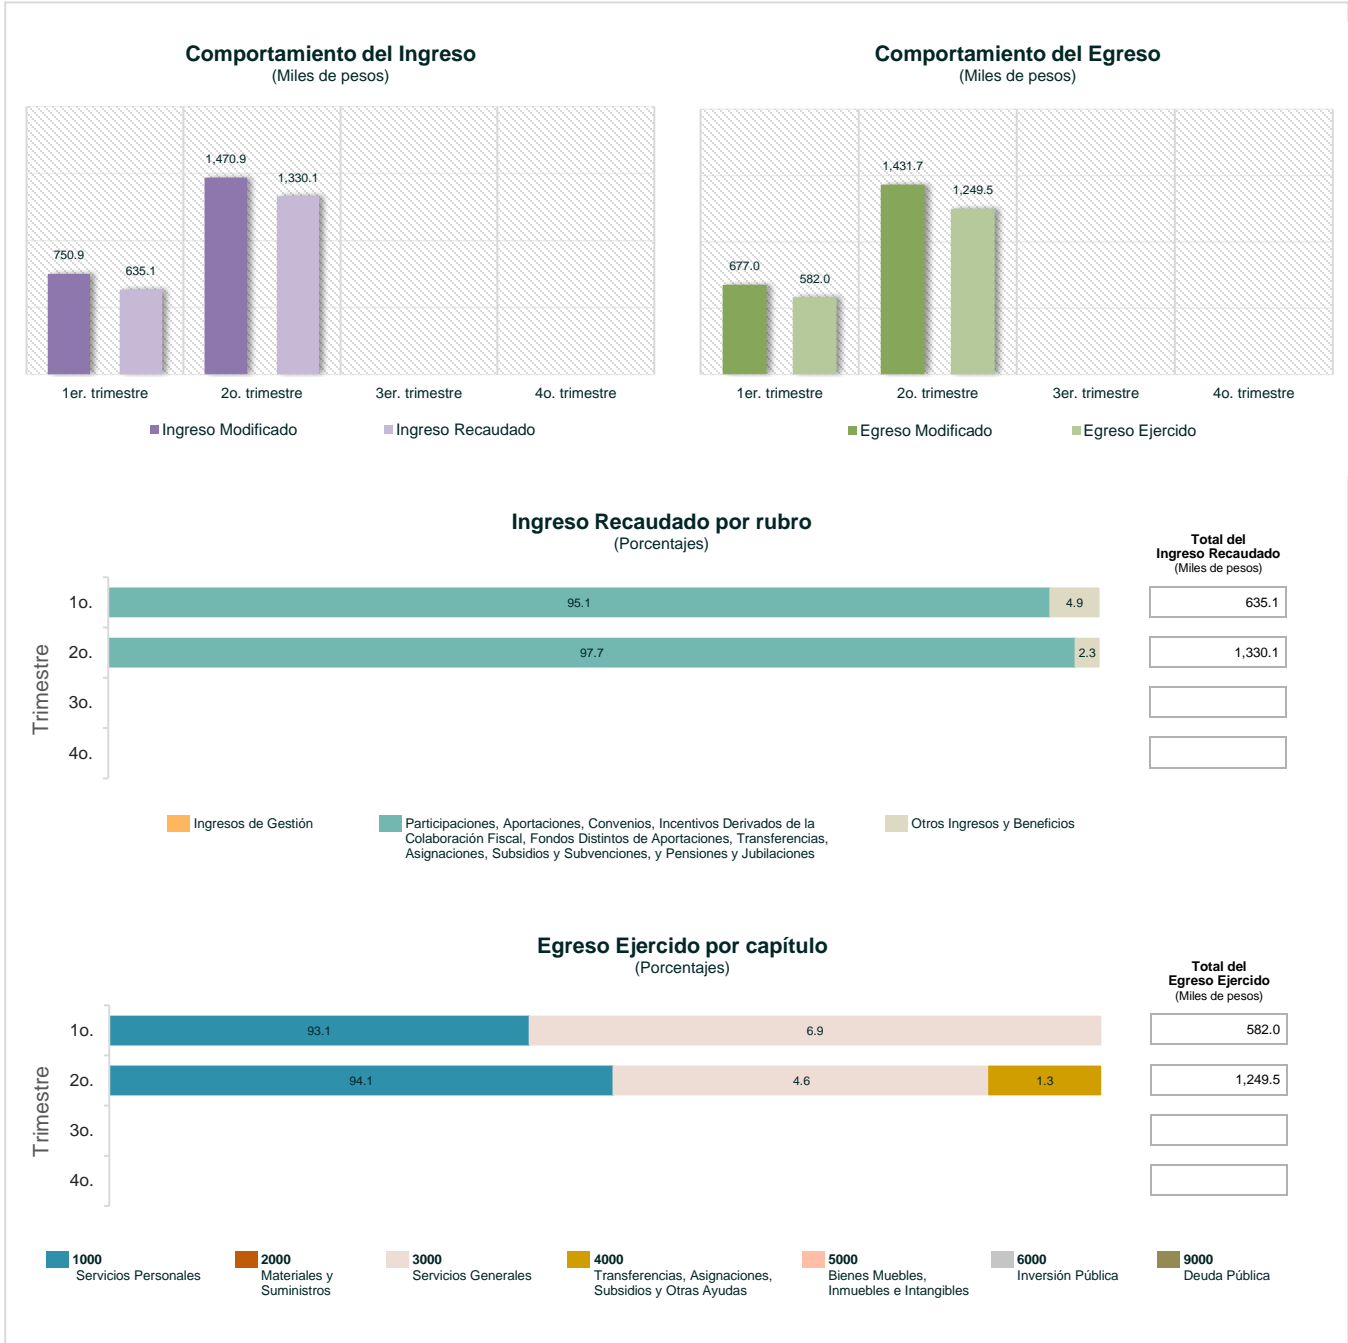 Comportamiento del Ingreso
(Miles de pesos)
1,470.9
1,330.1
750.9
635.1
1er. trimestre
2o. trimestre
3er. trimestre
4o. trimestre
Ingreso Modificado
Ingreso Recaudado
Comportamiento del Egreso
(Miles de pesos)
1,431.7
1,249.5
677.0
582.0
1er. trimestre
2o. trimestre
3er. trimestre
4o. trimestre
Egreso Modificado
Egreso Ejercido
Ingreso Recaudado por rubro
(Porcentajes)
Total del
Ingreso Recaudado
(Miles de pesos)
Trimestre
1o.
95.1
4.9
635.1
2o.
97.7
2.3
1,330.1
3o.
4o.
Ingresos de Gestión
Participaciones, Aportaciones, Convenios, Incentivos Derivados de la
Colaboración Fiscal, Fondos Distintos de Aportaciones, Transferencias,
Asignaciones, Subsidios y Subvenciones, y Pensiones y Jubilaciones
Otros Ingresos y Beneficios
Egreso Ejercido por capítulo
(Porcentajes)
Total del
Egreso Ejercido
(Miles de pesos)
Trimestre
1o.
93.1
6.9
582.0
2o.
94.1
4.6
1.3
1,249.5
3o.
4o.
1000
Servicios Personales
2000
Materiales y
Suministros
3000
Servicios Generales
4000
Transferencias, Asignaciones,
Subsidios y Otras Ayudas
5000
Bienes Muebles,
Inmuebles e Intangibles
6000
Inversión Pública
9000
Deuda Pública